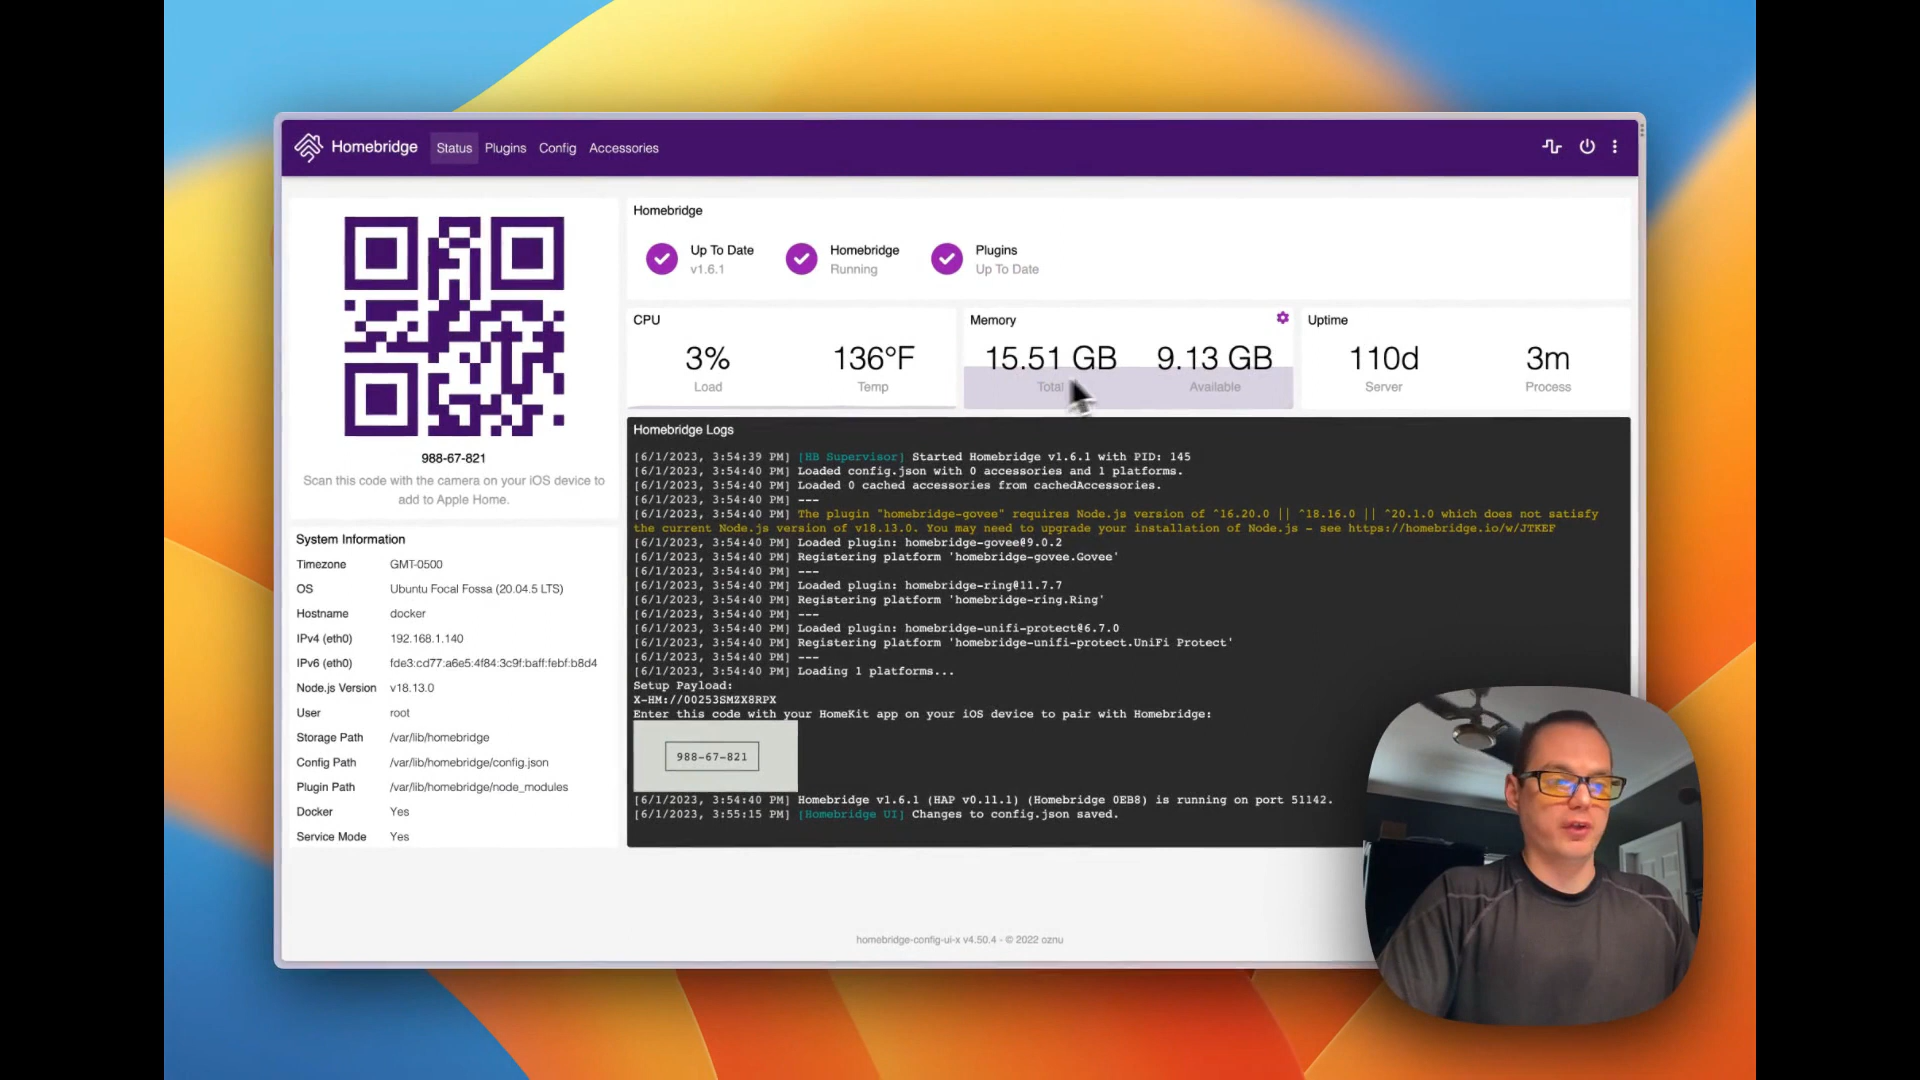 Homebridge Status Plugins Config Accessories
988-67-821
Scan this code with the camera on your iOS device to
add to Apple Home.
System Information
Timezone GMT-0500
OS Ubuntu Focal Fossa (20.04.5 LTS)
Hostname docker
IPv4 (eth0) 192.168.1.140
IPv6 (eth0) fde3:cd77:a6e5:4f84:3c9f:baff:febf:b8d4
Node.js Version v18.13.0
User root
Storage Path /var/lib/homebridge
Config Path /var/lib/homebridge/config.json
Plugin Path /var/lib/homebridge/node_modules
Docker Yes
Service Mode Yes
Homebridge
Up To Date Homebridge Plugins
v1.6.1 Running Up To Date
CPU
3% 136°F
Load Temp
Memory
15.51 GB 9.13 GB
Total Available
Uptime
110d 3m
Server Process
Homebridge Logs
[6/1/2023, 3:54:39 PM] [HB Supervisor] Started Homebridge v1.6.1 with PID: 145
[6/1/2023, 3:54:40 PM] Loaded config.json with 0 accessories and 1 platforms.
[6/1/2023, 3:54:40 PM] Loaded 0 cached accessories from cachedAccessories.
[6/1/2023, 3:54:40 PM] ---
[6/1/2023, 3:54:40 PM] The plugin "homebridge-govee" requires Node.js version of ^16.20.0 || ^18.16.0 || ^20.1.0 which does not satisfy
the current Node.js version of v18.13.0. You may need to upgrade your installation of Node.js - see https://homebridge.io/w/JTKEF
[6/1/2023, 3:54:40 PM] Loaded plugin: homebridge-govee@9.0.2
[6/1/2023, 3:54:40 PM] Registering platform 'homebridge-govee.Govee'
[6/1/2023, 3:54:40 PM] ---
[6/1/2023, 3:54:40 PM] Loaded plugin: homebridge-ring@11.7.7
[6/1/2023, 3:54:40 PM] Registering platform 'homebridge-ring.Ring'
[6/1/2023, 3:54:40 PM] ---
[6/1/2023, 3:54:40 PM] Loaded plugin: homebridge-unifi-protect@6.7.0
[6/1/2023, 3:54:40 PM] Registering platform 'homebridge-unifi-protect.UniFi Protect'
[6/1/2023, 3:54:40 PM] ---
[6/1/2023, 3:54:40 PM] Loading 1 platforms...
Setup Payload:
X-HM://00253SMZX8RPX
Enter this code with your HomeKit app on your iOS device to pair with Homebridge:
988-67-821
[6/1/2023, 3:54:40 PM] Homebridge v1.6.1 (HAP v0.11.1) (Homebridge 0EB8) is running on port 51142.
[6/1/2023, 3:55:15 PM] [Homebridge UI] Changes to config.json saved.
homebridge-config-ui-x v4.50.4 - © 2022 oznu